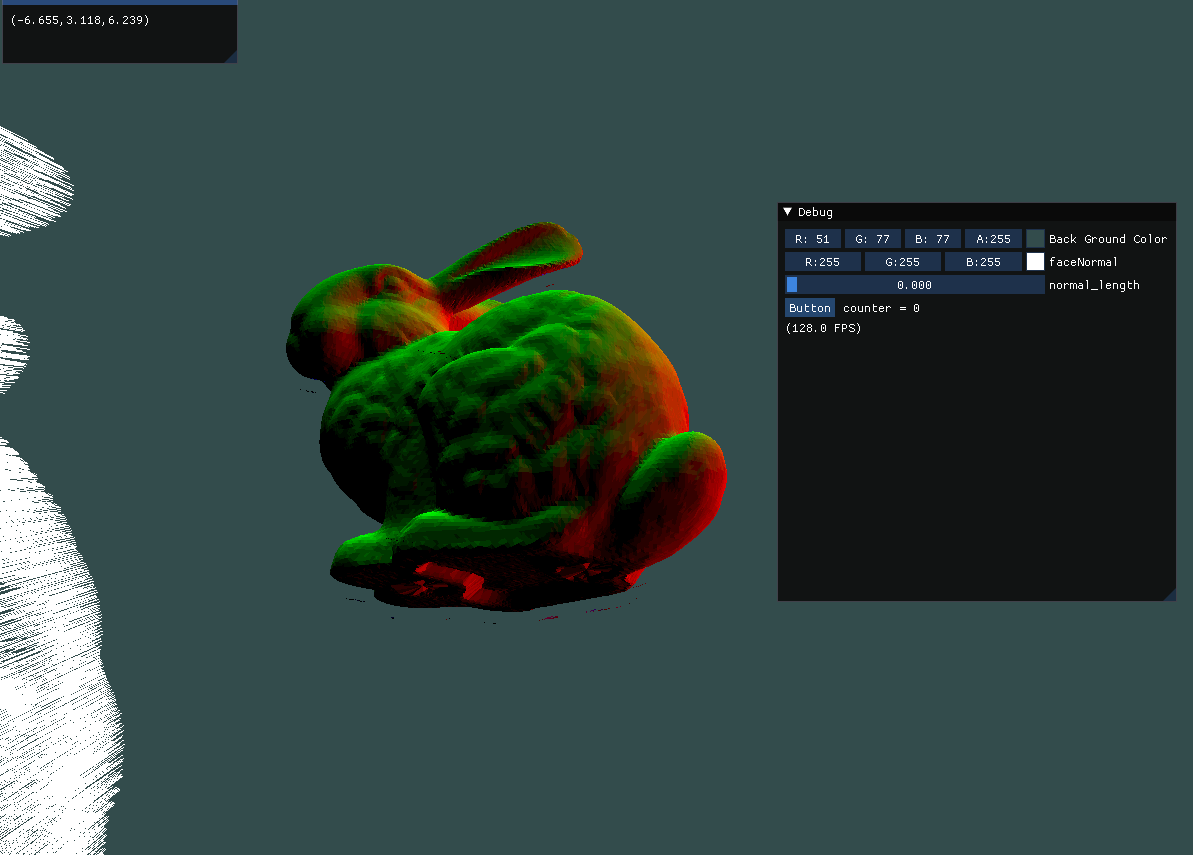 (-6.655,3.118,6.239)
Debug
R: 51 G: 77 B: 77 A:255 Back Ground Color
R:255 G:255 B:255 faceNormal
0.000 normal_length
Button counter = 0
(128.0 FPS)